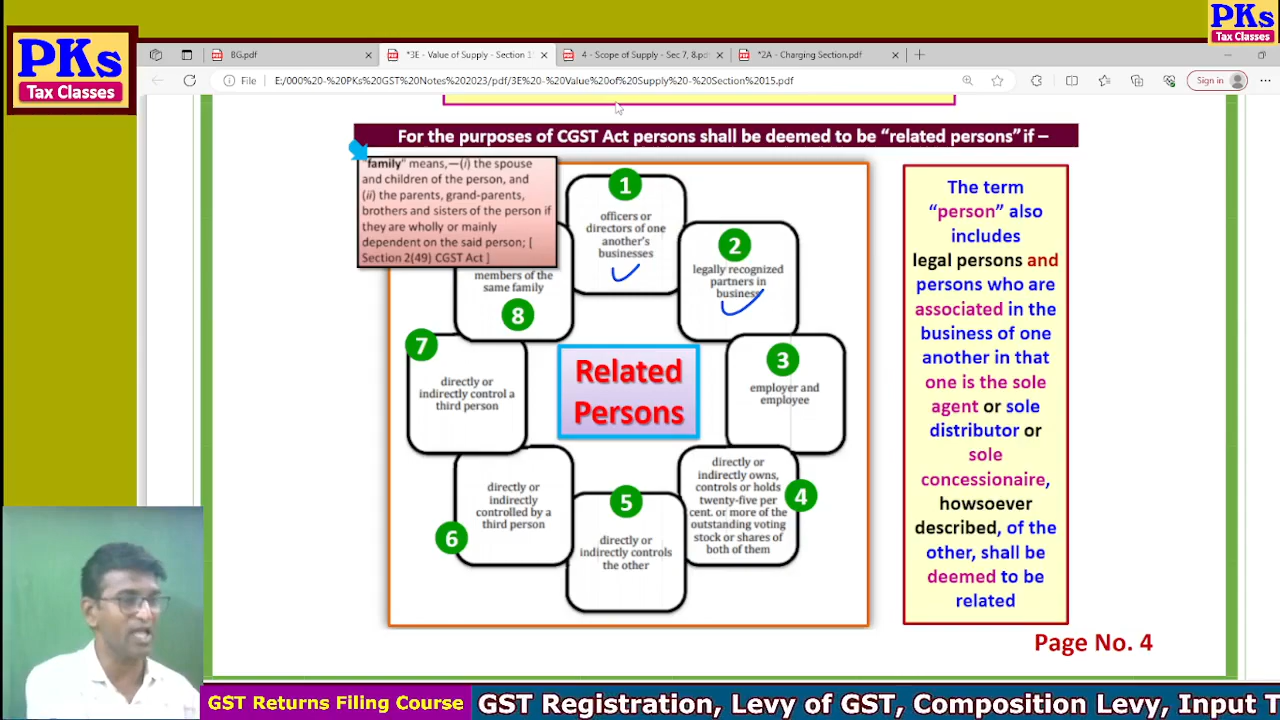 PKs
Tax Classes
PKs
Tax Classes
BG.pdf
*3E - Value of Supply - Section 1
4 - Scope of Supply - Sec 7, 8.pdf
*2A - Charging Section.pdf
File
E:/000%20-%20PKs%20GST%20Notes%202023/pdf/3E%20-%20Value%20of%20Supply%20-%20Section%2015.pdf
Sign in
For the purposes of CGST Act persons shall be deemed to be “related persons” if –
"family" means,—(i) the spouse
and children of the person, and
(ii) the parents, grand-parents,
brothers and sisters of the person if
they are wholly or mainly
dependent on the said person; [
Section 2(49) CGST Act ]
1
officers or
directors of one
another's
businesses
2
legally recognized
partners in
business
3
employer and
employee
4
directly or
indirectly owns,
controls or holds
twenty-five per
cent. or more of the
outstanding voting
stock or shares of
both of them
5
directly or
indirectly controls
the other
6
directly or
indirectly
controlled by a
third person
7
directly or
indirectly control a
third person
members of the
same family
8
Related
Persons
The term
“person” also
includes
legal persons and
persons who are
associated in the
business of one
another in that
one is the sole
agent or sole
distributor or
sole
concessionaire,
howsoever
described, of the
other, shall be
deemed to be
related
Page No. 4
GST Returns Filing Course
GST Registration, Levy of GST, Composition Levy, Input T